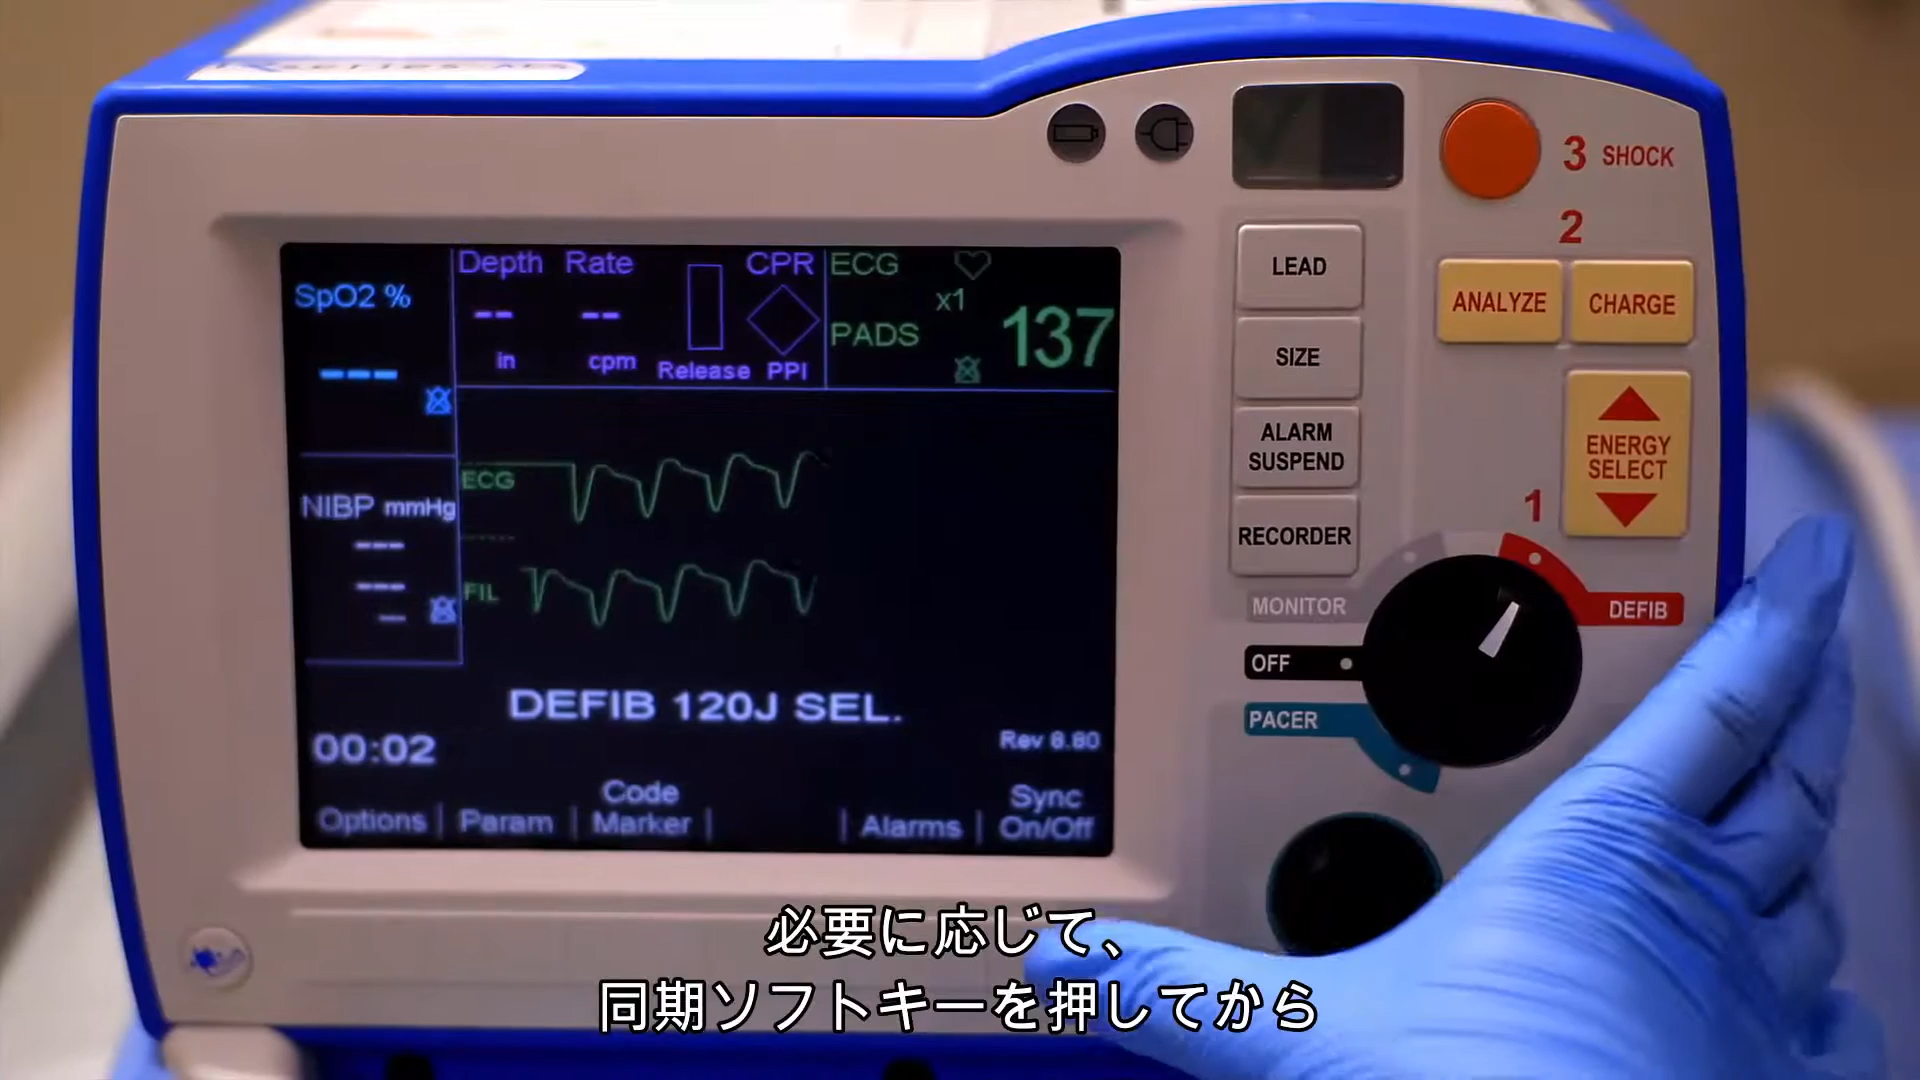 3 SHOCK
2
LEAD
ANALYZE
CHARGE
SIZE
ALARM
SUSPEND
ENERGY
SELECT
1
RECORDER
MONITOR
DEFIB
OFF
PACER
SpO2 %
---
Depth Rate CPR
-- --
in cpm Release PPI
ECG
x1
PADS
137
NIBP mmHg
---
---
--
ECG
FIL
DEFIB 120J SEL.
00:02
Rev 8.80
Options
Param
Code
Marker
Alarms
Sync
On/Off
必要に応じて、
同期ソフトキーを押してから